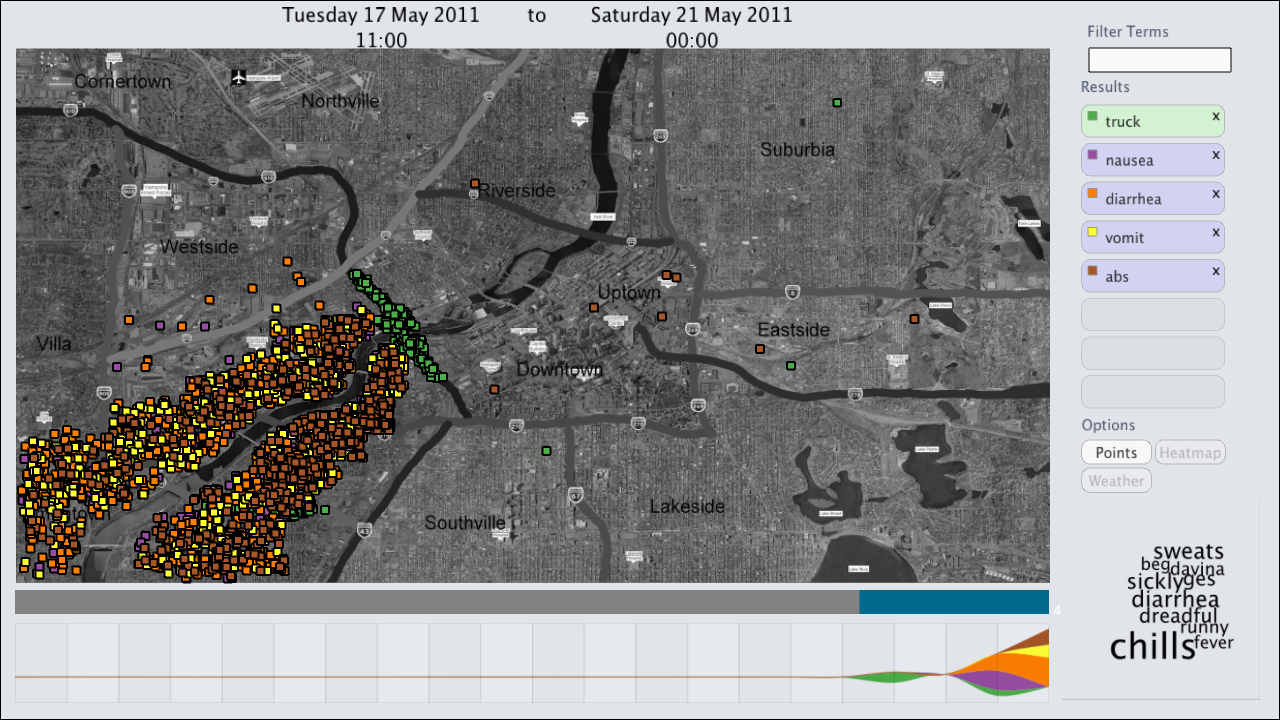 Tuesday 17 May 2011 to Saturday 21 May 2011
11:00 00:00
Filter Terms
Results
truck x
nausea x
diarrhea x
vomit x
abs x
Options
Points Heatmap
Weather
Cornertown
Northville
Suburbia
Riverside
Westside
Uptown
Villa
Eastside
Downtown
Lakeside
Southville
4
sweats
beg davina
sickly ges
diarrhea
dreadful
runny
chills fever